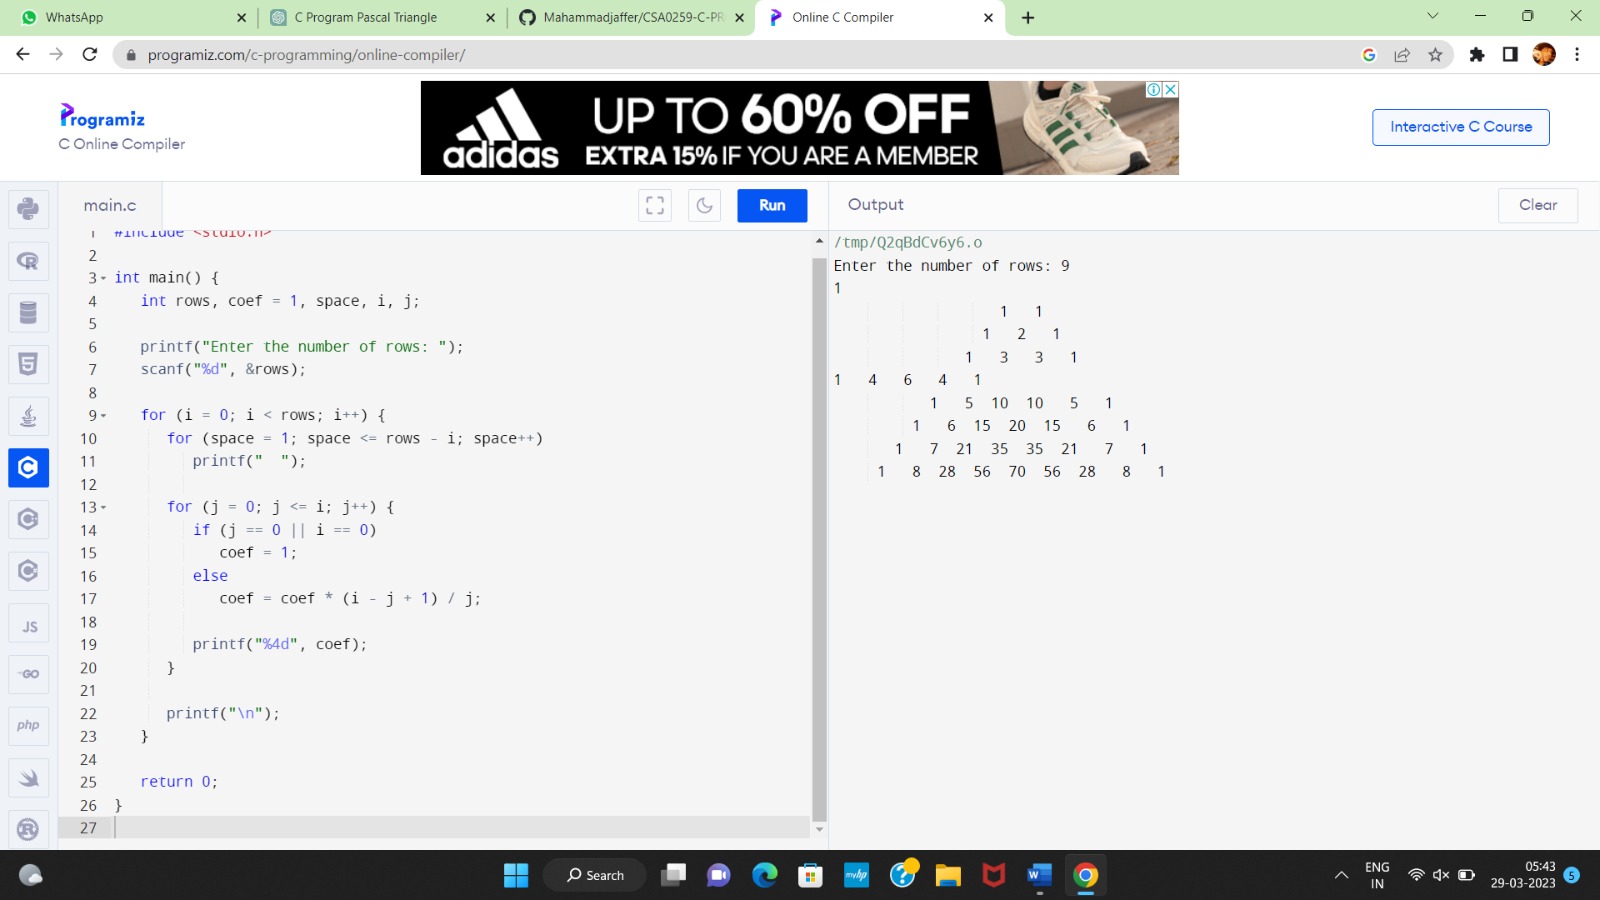 WhatsApp
C Program Pascal Triangle
Mahammadjaffer/CSA0259-C-PR
Online C Compiler
programiz.com/c-programming/online-compiler/
Programiz
C Online Compiler
adidas
UP TO 60% OFF
EXTRA 15% IF YOU ARE A MEMBER
Interactive C Course
main.c
Run
Output
Clear
1 #include <stdio.h>
2
3 int main() {
4 int rows, coef = 1, space, i, j;
5
6 printf("Enter the number of rows: ");
7 scanf("%d", &rows);
8
9 for (i = 0; i < rows; i++) {
10 for (space = 1; space <= rows - i; space++)
11 printf("  ");
12
13 for (j = 0; j <= i; j++) {
14 if (j == 0 || i == 0)
15 coef = 1;
16 else
17 coef = coef * (i - j + 1) / j;
18
19 printf("%4d", coef);
20 }
21
22 printf("\n");
23 }
24
25 return 0;
26 }
27
/tmp/Q2qBdCv6y6.o
Enter the number of rows: 9
1
1 1
1 2 1
1 3 3 1
1 4 6 4 1
1 5 10 10 5 1
1 6 15 20 15 6 1
1 7 21 35 35 21 7 1
1 8 28 56 70 56 28 8 1
JS
GO
php
Search
myhp
W
ENG
IN
05:43
29-03-2023
5